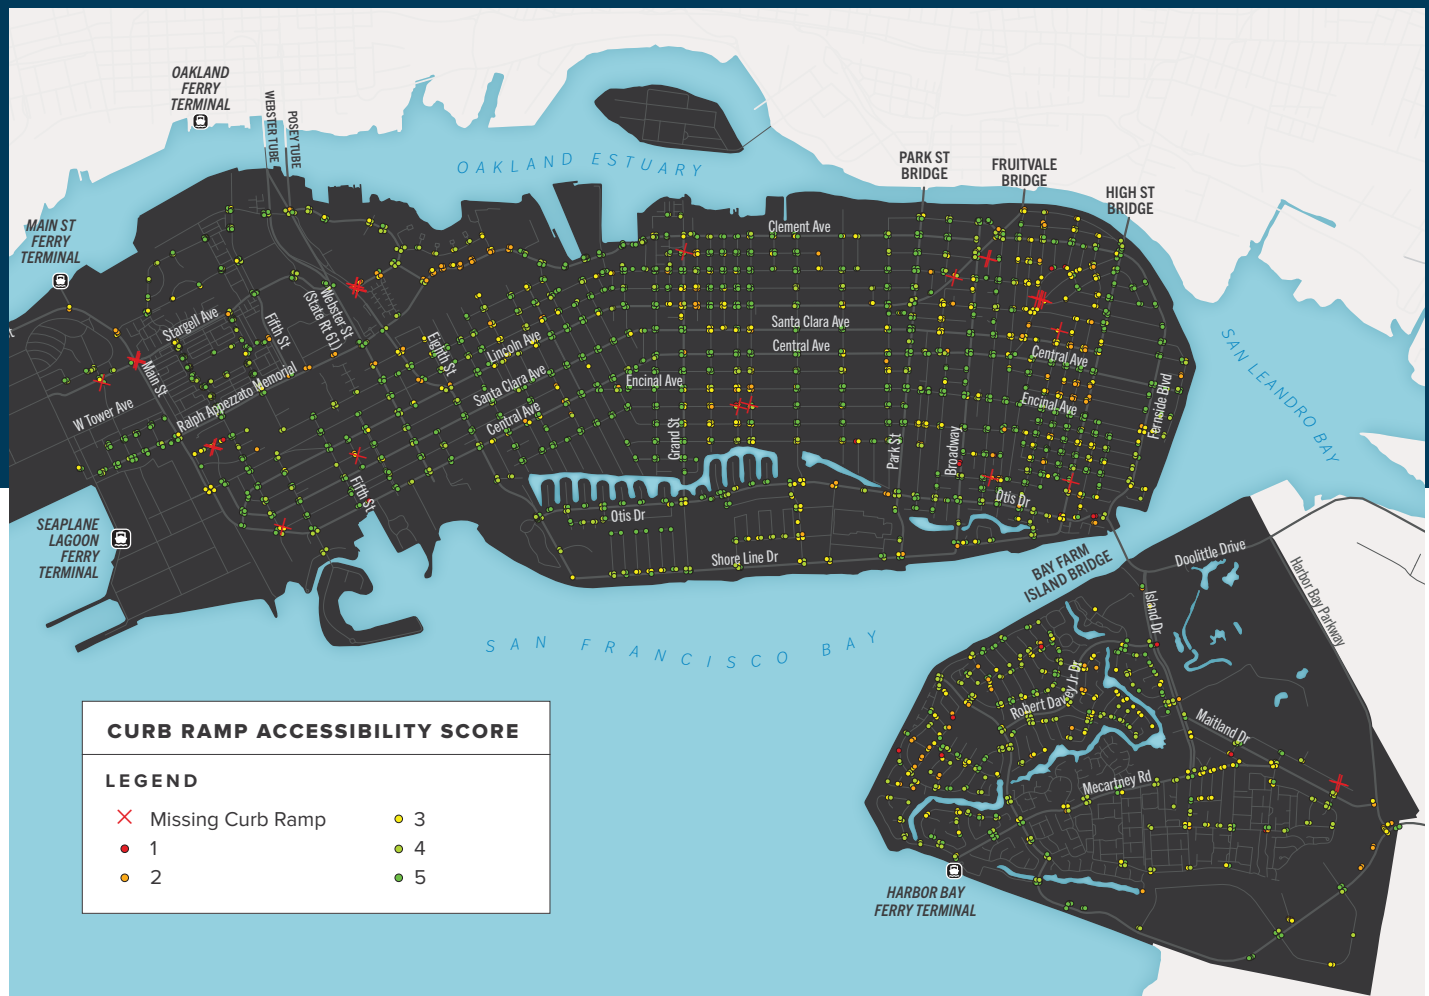 OAKLAND
FERRY
TERMINAL
WEBSTER TUBE
POSEY TUBE
OAKLAND ESTUARY
PARK ST
BRIDGE
FRUITVALE
BRIDGE
HIGH ST
BRIDGE
MAIN ST
FERRY
TERMINAL
Clement Ave
Stargell Ave
Fifth St
Webster St
(State Rt 61)
Eighth St
Lincoln Ave
Santa Clara Ave
Central Ave
Santa Clara Ave
Central Ave
Central Ave
Encinal Ave
Encinal Ave
Main St
W Tower Ave
Ralph Appezzato Memorial
Santa Clara Ave
Central Ave
Grand St
Park St
Broadway
Fernside Blvd
SAN LEANDRO BAY
Fifth St
Otis Dr
Otis Dr
Shore Line Dr
SEAPLANE
LAGOON
FERRY
TERMINAL
BAY FARM
ISLAND BRIDGE
Doolittle Drive
Harbor Bay Parkway
Island Dr
SAN FRANCISCO BAY
Robert Davey Jr Dr
Maitland Dr
Mecartney Rd
HARBOR BAY
FERRY TERMINAL
CURB RAMP ACCESSIBILITY SCORE
LEGEND
Missing Curb Ramp
1
2
3
4
5